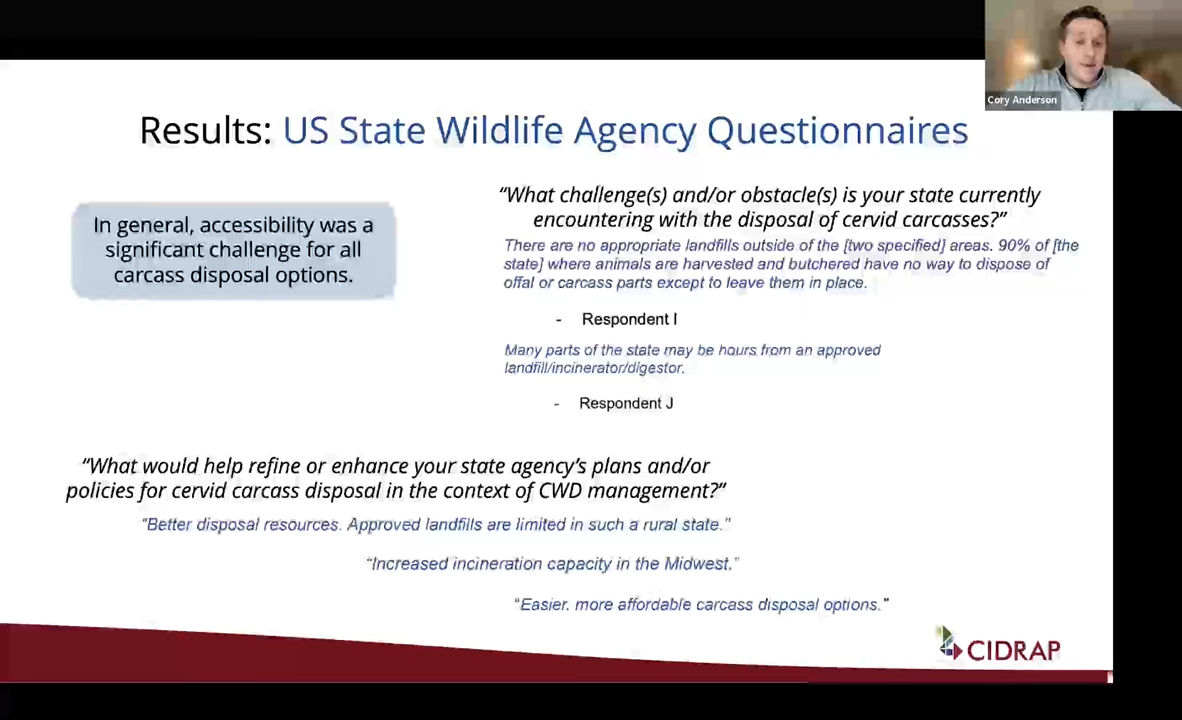 Cory Anderson
Results: US State Wildlife Agency Questionnaires
In general, accessibility was a
significant challenge for all
carcass disposal options.
“What challenge(s) and/or obstacle(s) is your state currently
encountering with the disposal of cervid carcasses?”
There are no appropriate landfills outside of the [two specified] areas. 90% of [the
state] where animals are harvested and butchered have no way to dispose of
offal or carcass parts except to leave them in place.
- Respondent I
Many parts of the state may be hours from an approved
landfill/incinerator/digestor.
- Respondent J
“What would help refine or enhance your state agency’s plans and/or
policies for cervid carcass disposal in the context of CWD management?”
“Better disposal resources. Approved landfills are limited in such a rural state.”
“Increased incineration capacity in the Midwest.”
“Easier. more affordable carcass disposal options.”
CIDRAP